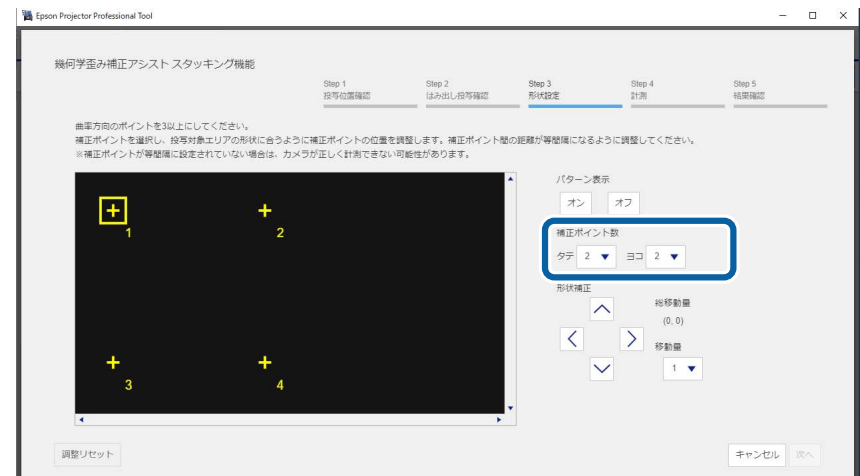 Epson Projector Professional Tool
幾何学歪み補正アシスト スタッキング機能
Step 1
投写位置確認
Step 2
はみ出し投写確認
Step 3
形状設定
Step 4
計測
Step 5
結果確認
曲率方向のポイントを3以上にしてください。
補正ポイントを選択し、投写対象エリアの形状に合うように補正ポイントの位置を調整します。補正ポイント間の距離が等間隔になるように調整してください。
※補正ポイントが等間隔に設定されていない場合は、カメラが正しく計測できない可能性があります。
1
2
3
4
パターン表示
オン オフ
補正ポイント数
タテ 2 ヨコ 2
形状補正
総移動量
(0, 0)
移動量
1
調整リセット
キャンセル 次へ